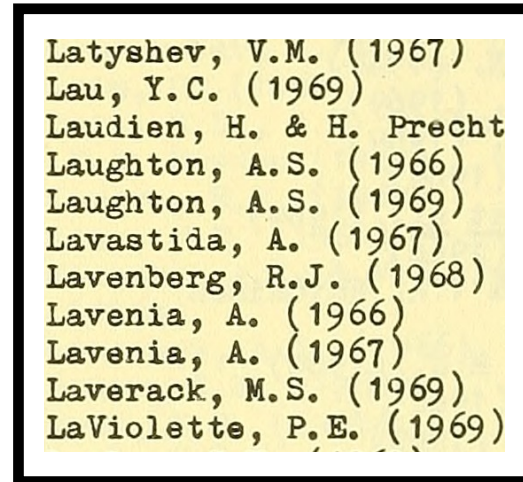 Latyshev, V.M. (1967)
Lau, Y.C. (1969)
Laudien, H. & H. Precht
Laughton, A.S. (1966)
Laughton, A.S. (1969)
Lavastida, A. (1967)
Lavenberg, R.J. (1968)
Lavenia, A. (1966)
Lavenia, A. (1967)
Laverack, M.S. (1969)
LaViolette, P.E. (1969)